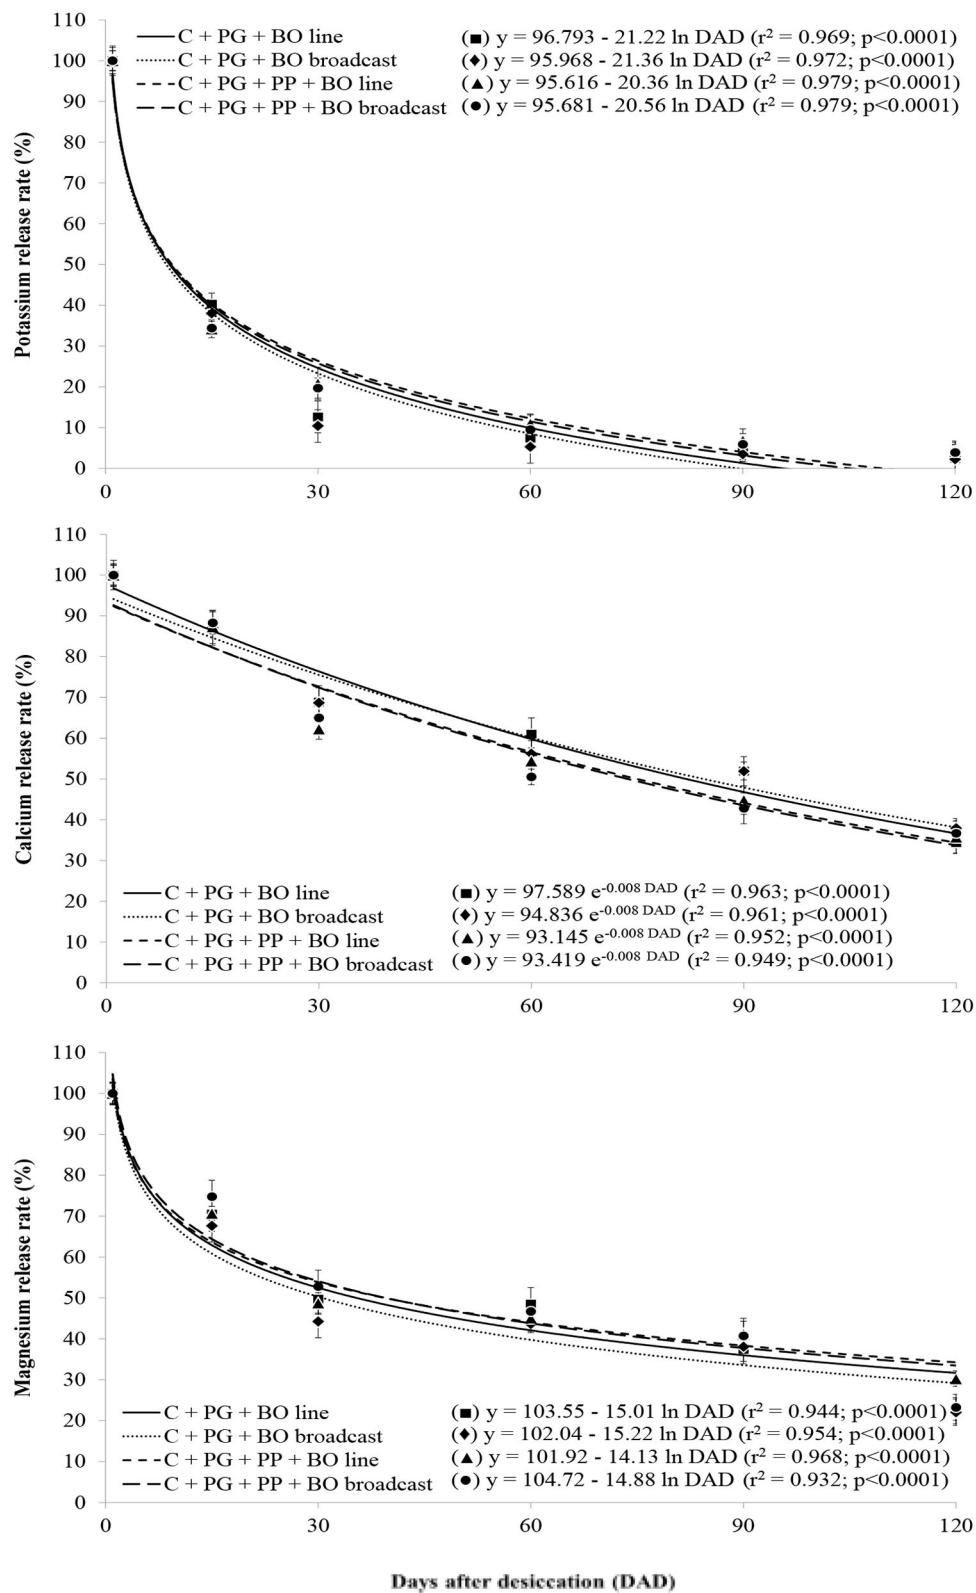 110
100
90
80
70
60
50
40
30
20
10
0
Potassium release rate (%)
C + PG + BO line (■) y = 96.793 - 21.22 ln DAD (r² = 0.969; p<0.0001)
C + PG + BO broadcast (◆) y = 95.968 - 21.36 ln DAD (r² = 0.972; p<0.0001)
C + PG + PP + BO line (▲) y = 95.616 - 20.36 ln DAD (r² = 0.979; p<0.0001)
C + PG + PP + BO broadcast (●) y = 95.681 - 20.56 ln DAD (r² = 0.979; p<0.0001)
0 30 60 90 120
110
100
90
80
70
60
50
40
30
20
10
0
Calcium release rate (%)
C + PG + BO line (■) y = 97.589 e^-0.008 DAD (r² = 0.963; p<0.0001)
C + PG + BO broadcast (◆) y = 94.836 e^-0.008 DAD (r² = 0.961; p<0.0001)
C + PG + PP + BO line (▲) y = 93.145 e^-0.008 DAD (r² = 0.952; p<0.0001)
C + PG + PP + BO broadcast (●) y = 93.419 e^-0.008 DAD (r² = 0.949; p<0.0001)
0 30 60 90 120
110
100
90
80
70
60
50
40
30
20
10
0
Magnesium release rate (%)
C + PG + BO line (■) y = 103.55 - 15.01 ln DAD (r² = 0.944; p<0.0001)
C + PG + BO broadcast (◆) y = 102.04 - 15.22 ln DAD (r² = 0.954; p<0.0001)
C + PG + PP + BO line (▲) y = 101.92 - 14.13 ln DAD (r² = 0.968; p<0.0001)
C + PG + PP + BO broadcast (●) y = 104.72 - 14.88 ln DAD (r² = 0.932; p<0.0001)
0 30 60 90 120
Days after desiccation (DAD)